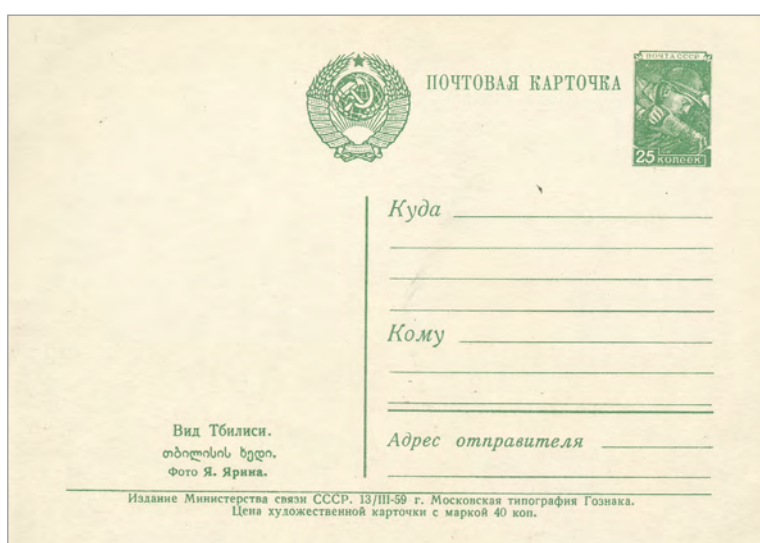 ПОЧТА СССР
ПОЧТОВАЯ КАРТОЧКА
25 копеек
Куда
Кому
Вид Тбилиси.
თბილისის ხედი.
Фото Я. Ярина.
Адрес отправителя
Издание Министерства связи СССР. 13/III-59 г. Московская типография Гознака.
Цена художественной карточки с маркой 40 коп.